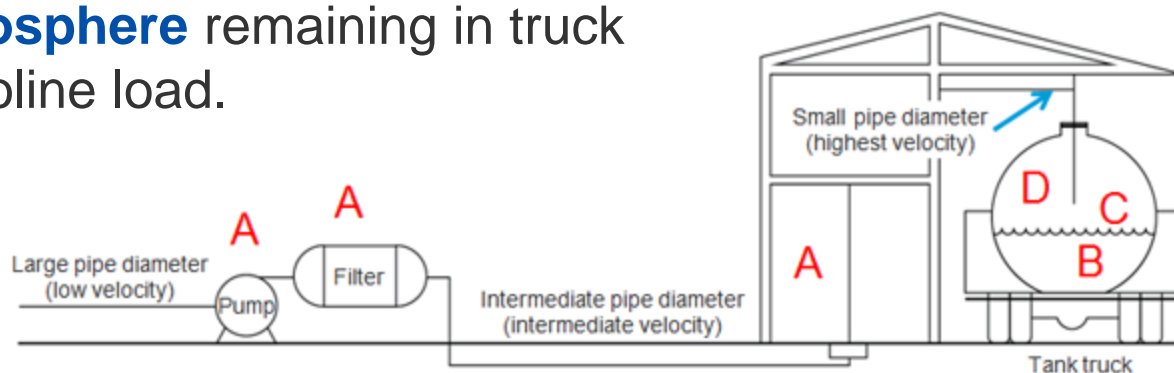 osphere remaining in truck
oline load.
Small pipe diameter
(highest velocity)
D
C
A
A
A
B
Large pipe diameter
(low velocity)
Filter
Pump
Intermediate pipe diameter
(intermediate velocity)
Tank truck